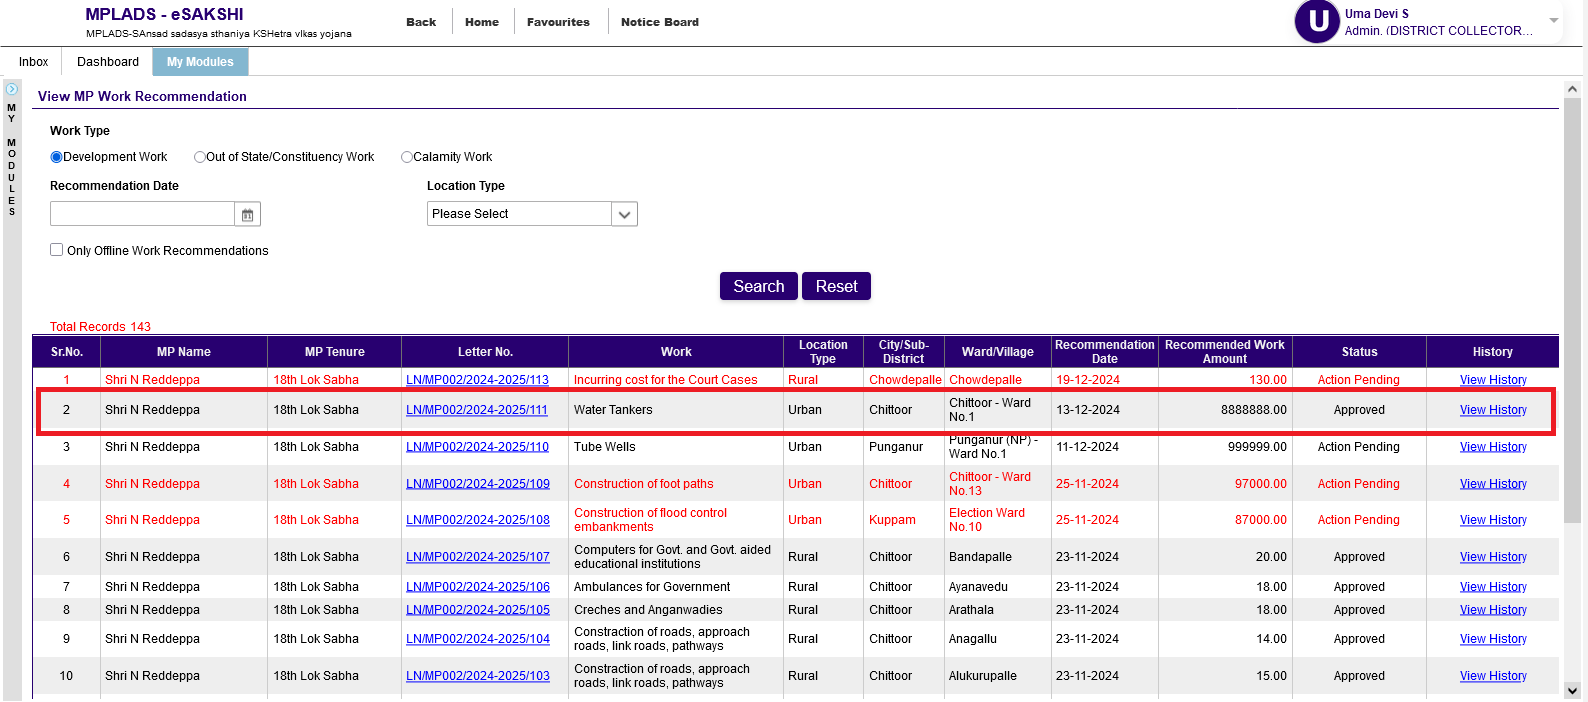 MPLADS - eSAKSHI
MPLADS-SAnsad sadasya sthaniya KSHetra vIkas yojana
Back Home Favourites Notice Board
U
Uma Devi S
Admin. (DISTRICT COLLECTOR...
Inbox Dashboard My Modules
MY MODULES
View MP Work Recommendation
Work Type
Development Work Out of State/Constituency Work Calamity Work
Recommendation Date Location Type
Please Select
Only Offline Work Recommendations
Search Reset
Total Records 143
Sr.No. MP Name MP Tenure Letter No. Work Location Type City/Sub-District Ward/Village Recommendation Date Recommended Work Amount Status History
1 Shri N Reddeppa 18th Lok Sabha LN/MP002/2024-2025/113 Incurring cost for the Court Cases Rural Chowdepalle Chowdepalle 19-12-2024 130.00 Action Pending View History
2 Shri N Reddeppa 18th Lok Sabha LN/MP002/2024-2025/111 Water Tankers Urban Chittoor Chittoor - Ward No.1 13-12-2024 8888888.00 Approved View History
3 Shri N Reddeppa 18th Lok Sabha LN/MP002/2024-2025/110 Tube Wells Urban Punganur Punganur (NP) - Ward No.1 11-12-2024 999999.00 Action Pending View History
4 Shri N Reddeppa 18th Lok Sabha LN/MP002/2024-2025/109 Construction of foot paths Urban Chittoor Chittoor - Ward No.13 25-11-2024 97000.00 Action Pending View History
5 Shri N Reddeppa 18th Lok Sabha LN/MP002/2024-2025/108 Construction of flood control embankments Urban Kuppam Election Ward No.10 25-11-2024 87000.00 Action Pending View History
6 Shri N Reddeppa 18th Lok Sabha LN/MP002/2024-2025/107 Computers for Govt. and Govt. aided educational institutions Rural Chittoor Bandapalle 23-11-2024 20.00 Approved View History
7 Shri N Reddeppa 18th Lok Sabha LN/MP002/2024-2025/106 Ambulances for Government Rural Chittoor Ayanavedu 23-11-2024 18.00 Approved View History
8 Shri N Reddeppa 18th Lok Sabha LN/MP002/2024-2025/105 Creches and Anganwadies Rural Chittoor Arathala 23-11-2024 18.00 Approved View History
9 Shri N Reddeppa 18th Lok Sabha LN/MP002/2024-2025/104 Constraction of roads, approach roads, link roads, pathways Rural Chittoor Anagallu 23-11-2024 14.00 Approved View History
10 Shri N Reddeppa 18th Lok Sabha LN/MP002/2024-2025/103 Constraction of roads, approach roads, link roads, pathways Rural Chittoor Alukurupalle 23-11-2024 15.00 Approved View History